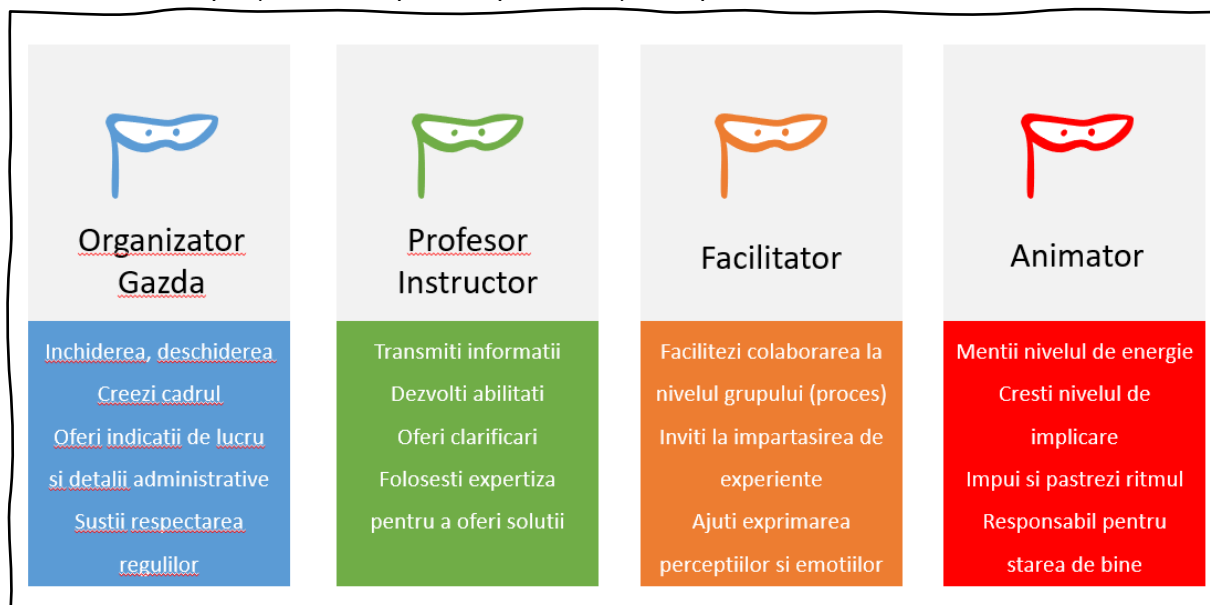 Organizator
Gazda
Inchiderea, deschiderea
Creezi cadrul
Oferi indicatii de lucru
si detalii administrative
Sustii respectarea
regulilor
Profesor
Instructor
Transmiti informatii
Dezvolti abilitati
Oferi clarificari
Folosesti expertiza
pentru a oferi solutii
Facilitator
Facilitezi colaborarea la
nivelul grupului (proces)
Inviti la impartasirea de
experiente
Ajuti exprimarea
perceptiilor si emotiilor
Animator
Mentii nivelul de energie
Cresti nivelul de
implicare
Impui si pastrezi ritmul
Responsabil pentru
starea de bine